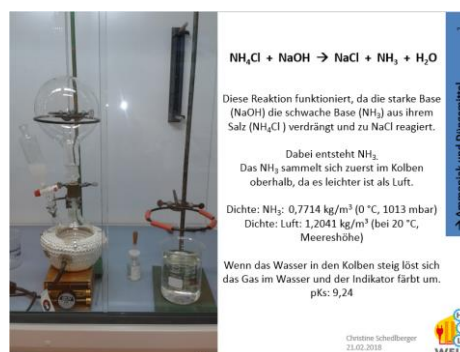 NH₄Cl + NaOH → NaCl + NH₃ + H₂O
Diese Reaktion funktioniert, da die starke Base
(NaOH) die schwache Base (NH₃) aus ihrem
Salz (NH₄Cl ) verdrängt und zu NaCl reagiert.
Dabei entsteht NH₃.
Das NH₃ sammelt sich zuerst im Kolben
oberhalb, da es leichter ist als Luft.
Dichte: NH₃: 0,7714 kg/m³ (0 °C, 1013 mbar)
Dichte: Luft: 1,2041 kg/m³ (bei 20 °C,
Meereshöhe)
Wenn das Wasser in den Kolben steig löst sich
das Gas im Wasser und der Indikator färbt um.
pKs: 9,24
Christine Schedlberger
21.02.2018